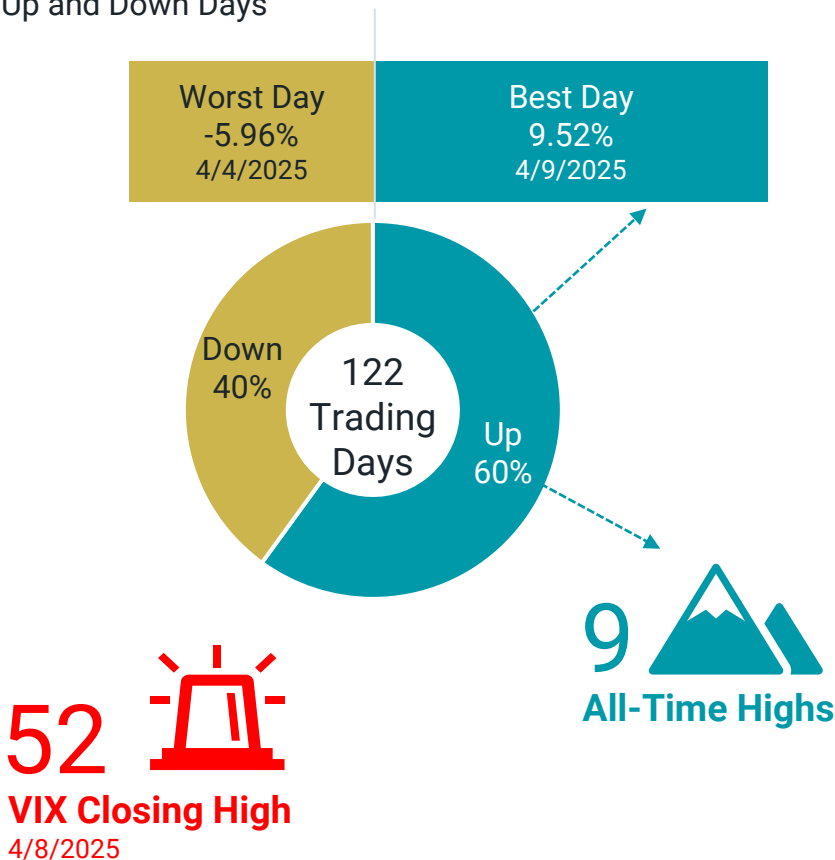 Up and Down Days
Worst Day
-5.96%
4/4/2025
Best Day
9.52%
4/9/2025
Down
40%
122
Trading
Days
Up
60%
9
All-Time Highs
52
VIX Closing High
4/8/2025